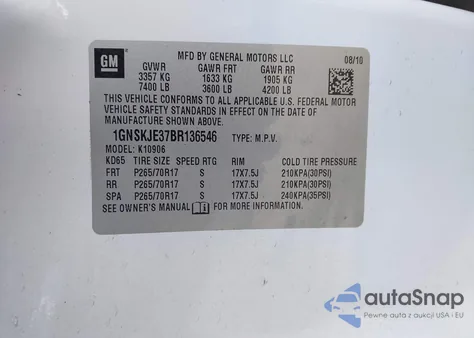 GM
MFD BY GENERAL MOTORS LLC 08/10
GVWR GAWR FRT GAWR RR
3357 KG 1633 KG 1905 KG
7400 LB 3600 LB 4200 LB
THIS VEHICLE CONFORMS TO ALL APPLICABLE U.S. FEDERAL MOTOR
VEHICLE SAFETY STANDARDS IN EFFECT ON THE DATE OF
MANUFACTURE SHOWN ABOVE.
1GNSKJE37BR136546 TYPE: M.P.V.
MODEL: K10906
KD65 TIRE SIZE SPEED RTG RIM COLD TIRE PRESSURE
FRT P265/70R17 S 17X7.5J 210KPA(30PSI)
RR P265/70R17 S 17X7.5J 210KPA(30PSI)
SPA P265/70R17 S 17X7.5J 240KPA(35PSI)
SEE OWNER'S MANUAL FOR MORE INFORMATION.
autoSnap
Pewne auta z aukcji USA i EU